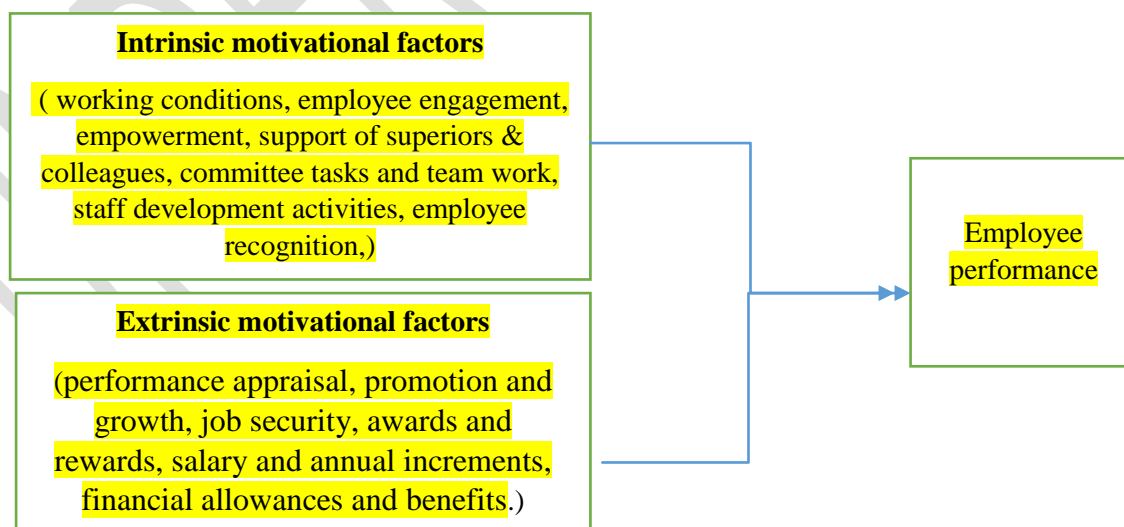 Intrinsic motivational factors
( working conditions, employee engagement,
empowerment, support of superiors &
colleagues, committee tasks and team work,
staff development activities, employee
recognition,)
Extrinsic motivational factors
(performance appraisal, promotion and
growth, job security, awards and
rewards, salary and annual increments,
financial allowances and benefits.)
Employee
performance